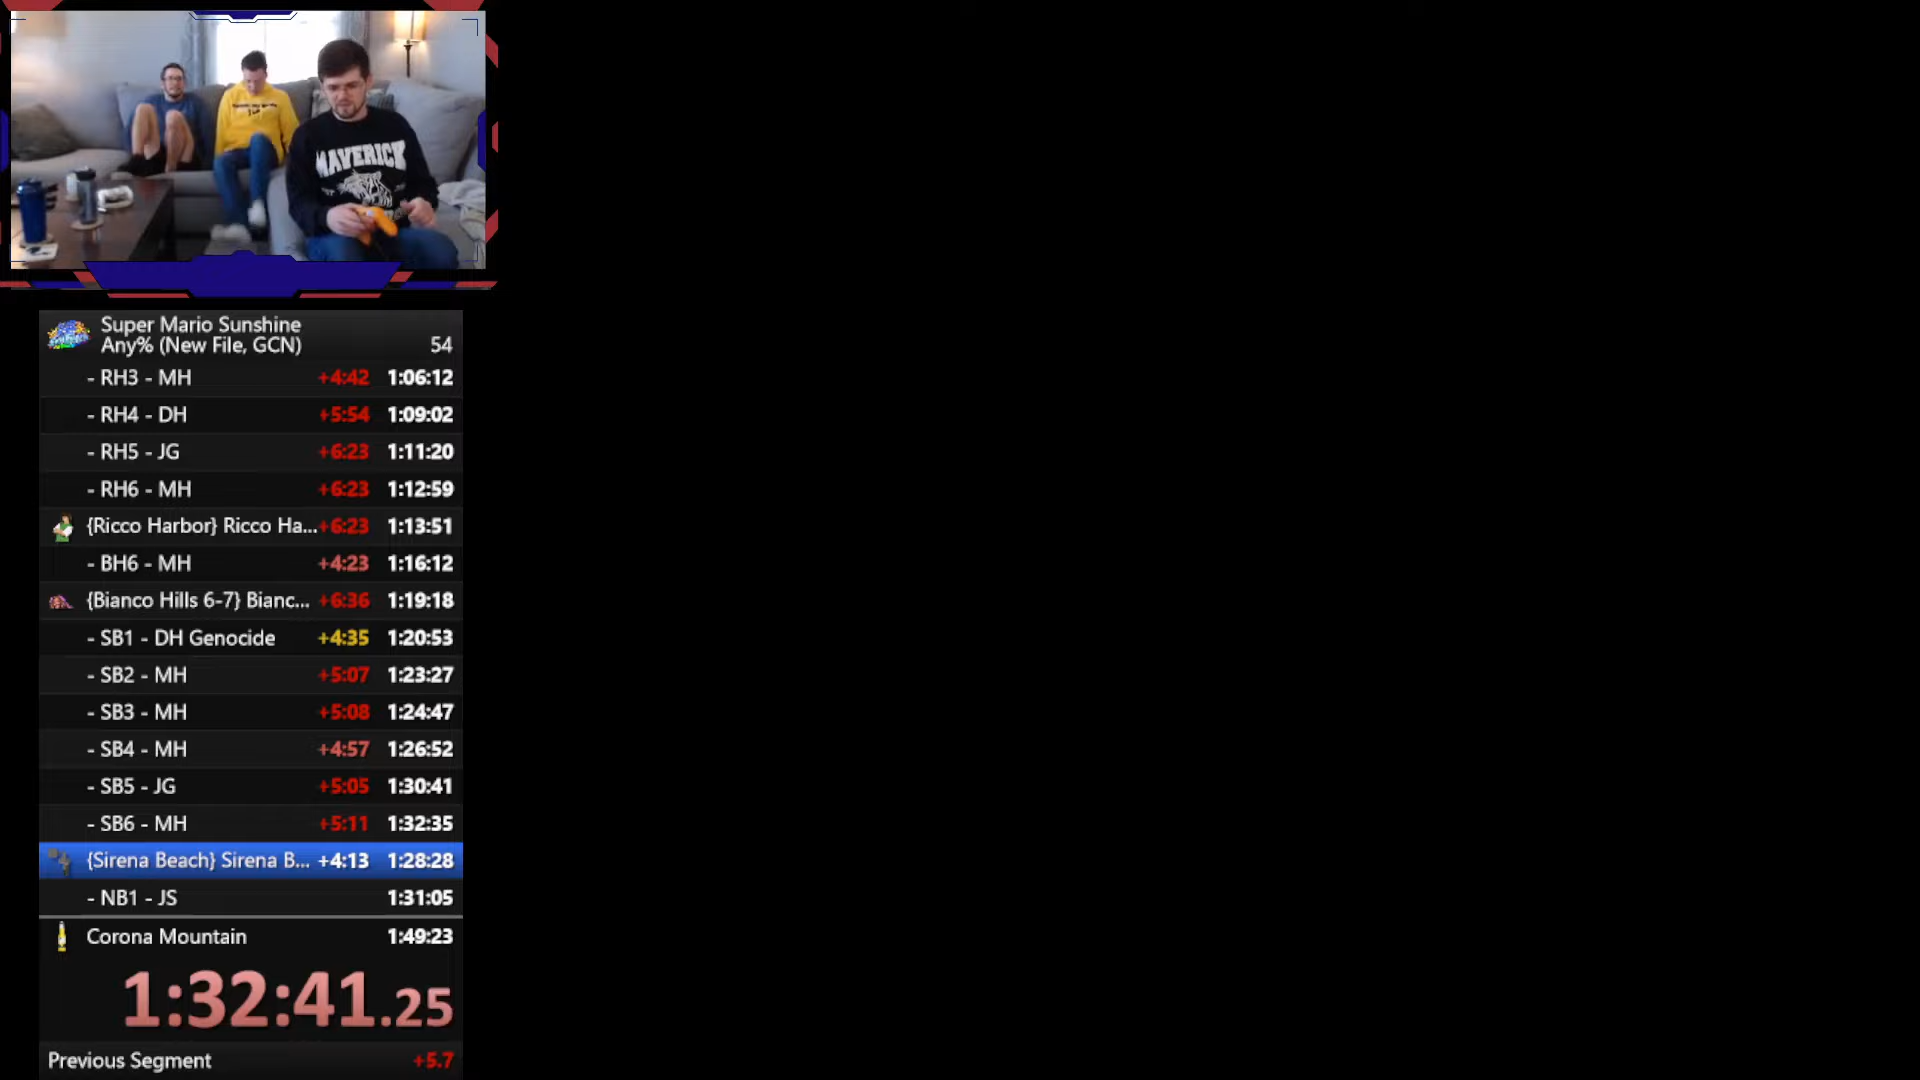 MAVERICK
Super Mario Sunshine
Any% (New File, GCN) 54
- RH3 - MH +4:42 1:06:12
- RH4 - DH +5:54 1:09:02
- RH5 - JG +6:23 1:11:20
- RH6 - MH +6:23 1:12:59
{Ricco Harbor} Ricco Ha... +6:23 1:13:51
- BH6 - MH +4:23 1:16:12
{Bianco Hills 6-7} Bianc... +6:36 1:19:18
- SB1 - DH Genocide +4:35 1:20:53
- SB2 - MH +5:07 1:23:27
- SB3 - MH +5:08 1:24:47
- SB4 - MH +4:57 1:26:52
- SB5 - JG +5:05 1:30:41
- SB6 - MH +5:11 1:32:35
{Sirena Beach} Sirena B... +4:13 1:28:28
- NB1 - JS 1:31:05
Corona Mountain 1:49:23
1:32:41.25
Previous Segment +5.7